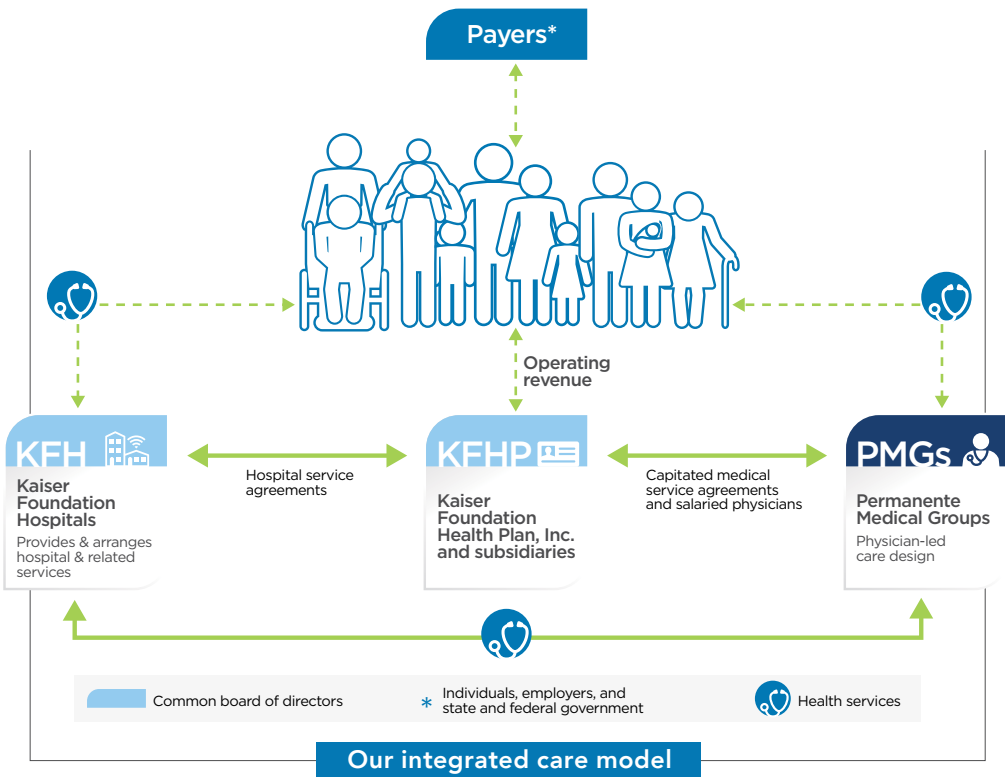 Payers*
Operating
revenue
KFH
Kaiser
Foundation
Hospitals
Provides & arranges
hospital & related
services
Hospital service
agreements
KFHP
Kaiser
Foundation
Health Plan, Inc.
and subsidiaries
Capitated medical
service agreements
and salaried physicians
PMGs
Permanente
Medical Groups
Physician-led
care design
Common board of directors
* Individuals, employers, and
state and federal government
Health services
Our integrated care model